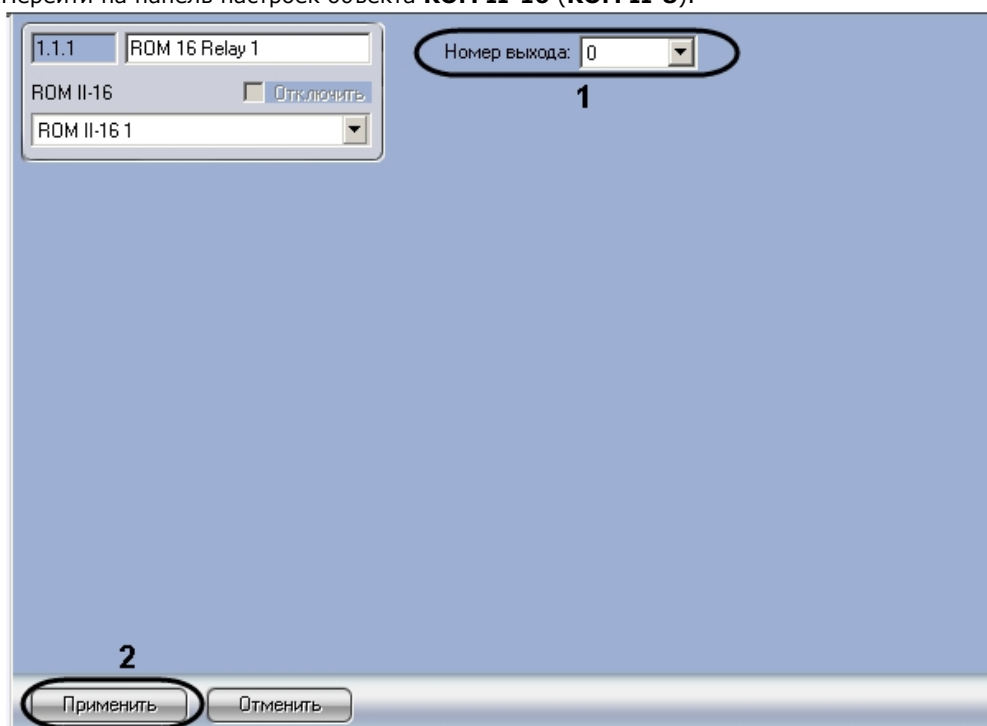 Перейти на панель настроек объекта ROM II-16 (ROM II-8).
1.1.1 ROM 16 Relay 1
Номер выхода: 0
1
ROM II-16 Отключить
ROM II-16 1
2
Применить Отменить